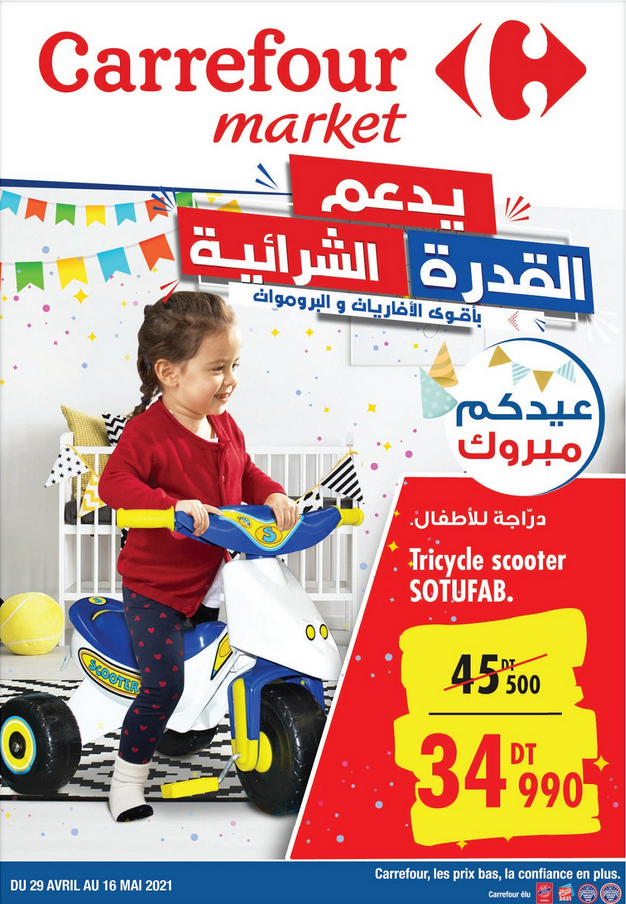 Carrefour
market
يدعم
القدرة الشرائية
بأقوى الأفاريات و البروموات
عيدكم
مبروك
درّاجة للأطفال.
Tricycle scooter
SOTUFAB.
45 DT 500
34 DT 990
S
SCOOTER
Carrefour, les prix bas, la confiance en plus.
DU 29 AVRIL AU 16 MAI 2021
Carrefour élu